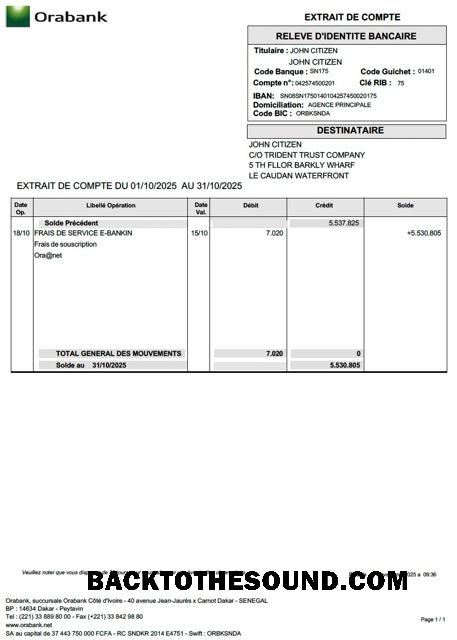 Orabank
EXTRAIT DE COMPTE
RELEVE D'IDENTITE BANCAIRE
Titulaire : JOHN CITIZEN
JOHN CITIZEN
Code Banque : SN175 Code Guichet : 01401
Compte n°: 042574500201 Clé RIB : 75
IBAN: SN08SN1750140104257450020175
Domiciliation: AGENCE PRINCIPALE
Code BIC : ORBKSNDA
DESTINATAIRE
JOHN CITIZEN
C/O TRIDENT TRUST COMPANY
5 TH FLLOR BARKLY WHARF
LE CAUDAN WATERFRONT
EXTRAIT DE COMPTE DU 01/10/2025 AU 31/10/2025
Date Op. Libellé Opération Date Val. Débit Crédit Solde
Solde Précédent 5.537.825
18/10 FRAIS DE SERVICE E-BANKIN 15/10 7.020 +5.530.805
Frais de souscription
Ora@net
TOTAL GENERAL DES MOUVEMENTS 7.020 0
Solde au 31/10/2025 5.530.805
Veuillez noter que vous 2025 a 09:36
BACKTOTHESOUND.COM
Orabank, succursale Orabank Côté d'Ivoire - 40 avenue Jean-Jaurès x Carnot Dakar - SENEGAL
BP : 14634 Dakar - Peytavin
Tel : (221) 33 889 80 00 - Fax (+221) 33 842 98 80
www.orabank.net Page 1 / 1
SA au capital de 37 443 750 000 FCFA - RC SNDKR 2014 E4751 - Swift : ORBKSNDA